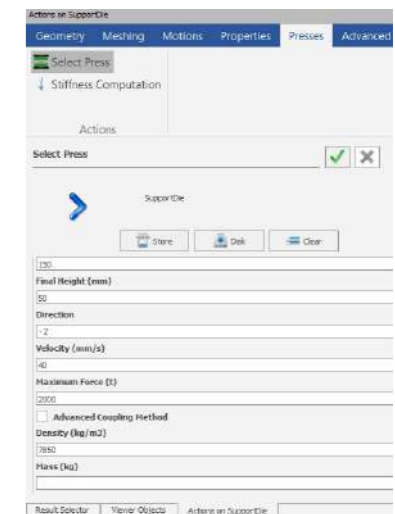 Actions on SupportDie
Geometry Meshing Motions Properties Presses Advanced
Select Press
Stiffness Computation
Actions
Select Press
SupportDie
Store Disk Clear
150
Final Height (mm)
50
Direction
-Z
Velocity (mm/s)
40
Maximum Force (t)
2000
Advanced Coupling Method
Density (kg/m3)
7850
Mass (kg)
Result Selector Viewer Objects Actions on SupportDie